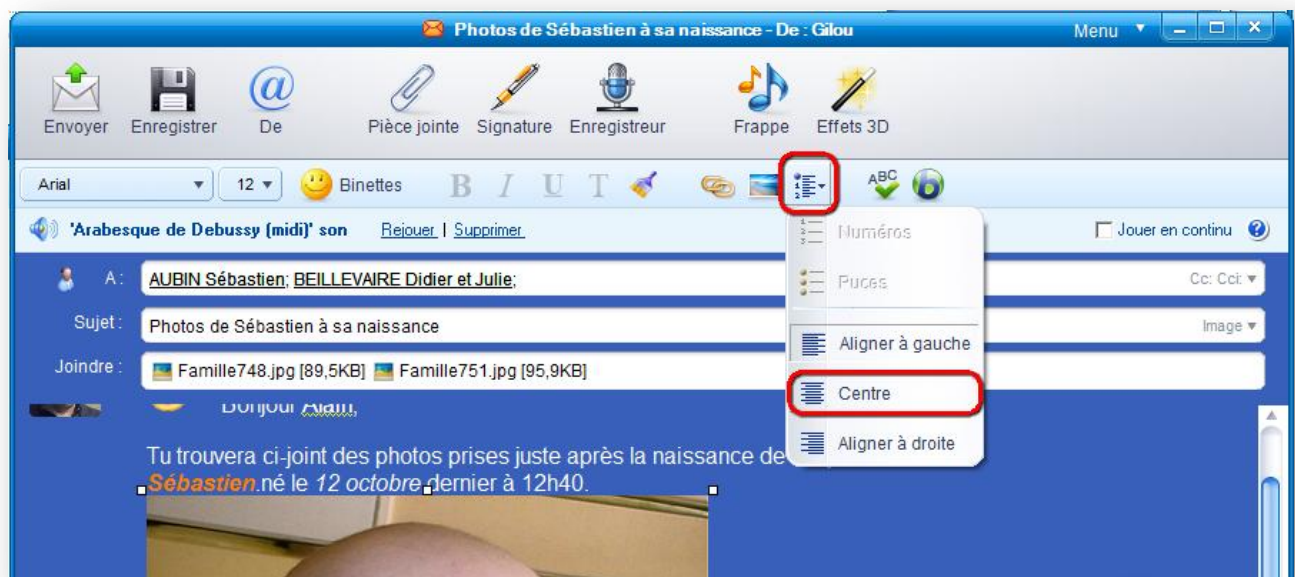 Photos de Sébastien à sa naissance - De : Gilou
Menu
Envoyer Enregistrer De Pièce jointe Signature Enregistreur Frappe Effets 3D
Arial 12 Binettes B I U T ABC b
'Arabesque de Debussy (midi)' son Rejouer | Supprimer Jouer en continu ?
Numéros
Puces
Aligner à gauche
Centre
Aligner à droite
A : AUBIN Sébastien; BEILLEVAIRE Didier et Julie; Cc: Cci:
Sujet : Photos de Sébastien à sa naissance Image
Joindre : Famille748.jpg [89,5KB] Famille751.jpg [95,9KB]
Bonjour Alain,
Tu trouvera ci-joint des photos prises juste après la naissance de
Sébastien.né le 12 octobre dernier à 12h40.